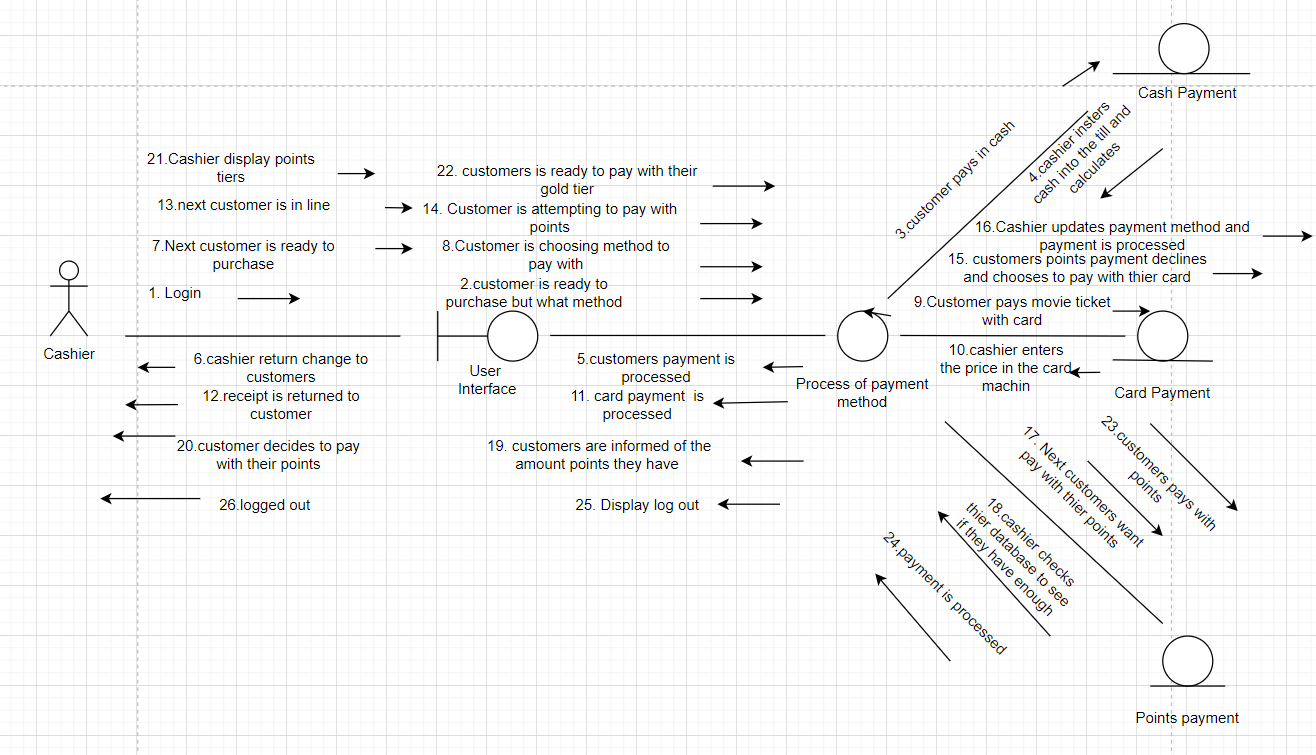 Cash Payment
21.Cashier display points
tiers
22. customers is ready to pay with their
gold tier
13.next customer is in line
14. Customer is attempting to pay with
points
7.Next customer is ready to
purchase
8.Customer is choosing method to
pay with
1. Login
2.customer is ready to
purchase but what method
3.customer pays in cash
4.cashier insters
cash into the till and
calculates
16.Cashier updates payment method and
payment is processed
15. customers points payment declines
and chooses to pay with thier card
9.Customer pays movie ticket
with card
Cashier
User
Interface
Process of payment
method
10.cashier enters
the price in the card
machin
Card Payment
6.cashier return change to
customers
5.customers payment is
processed
12.receipt is returned to
customer
11. card payment is
processed
20.customer decides to pay
with their points
19. customers are informed of the
amount points they have
26.logged out
25. Display log out
17. Next customers want
pay with thier points
23.customers pays with
points
18.cashier checks
thier database to see
if they have enough
24.payment is processed
Points payment